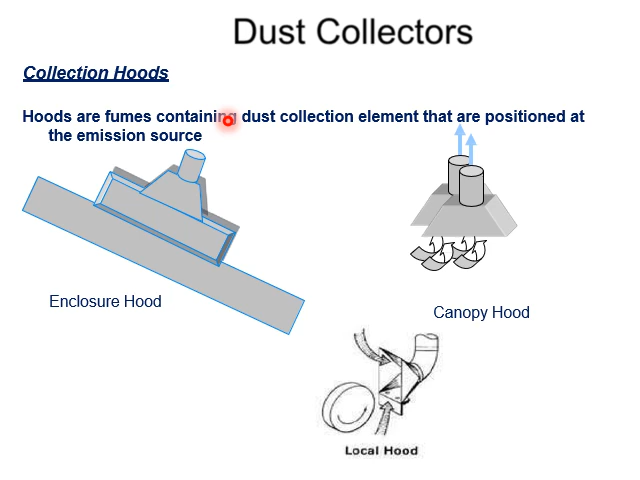 Dust Collectors
Collection Hoods
Hoods are fumes containing dust collection element that are positioned at
the emission source
Enclosure Hood
Canopy Hood
Local Hood